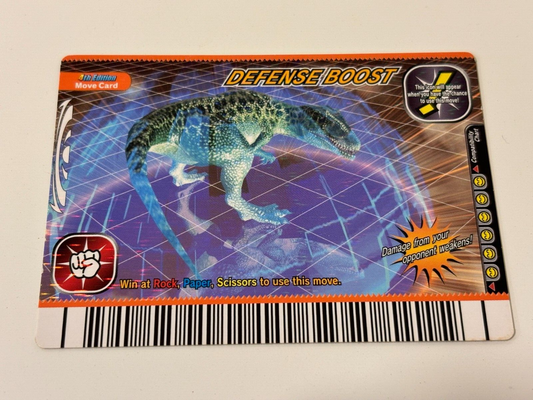 4th Edition
Move Card
DEFENSE BOOST
This icon will appear
when you have the chance
to use this move!
Compatibility
Chart
Damage from your
opponent weakens!
Win at Rock, Paper, Scissors to use this move.